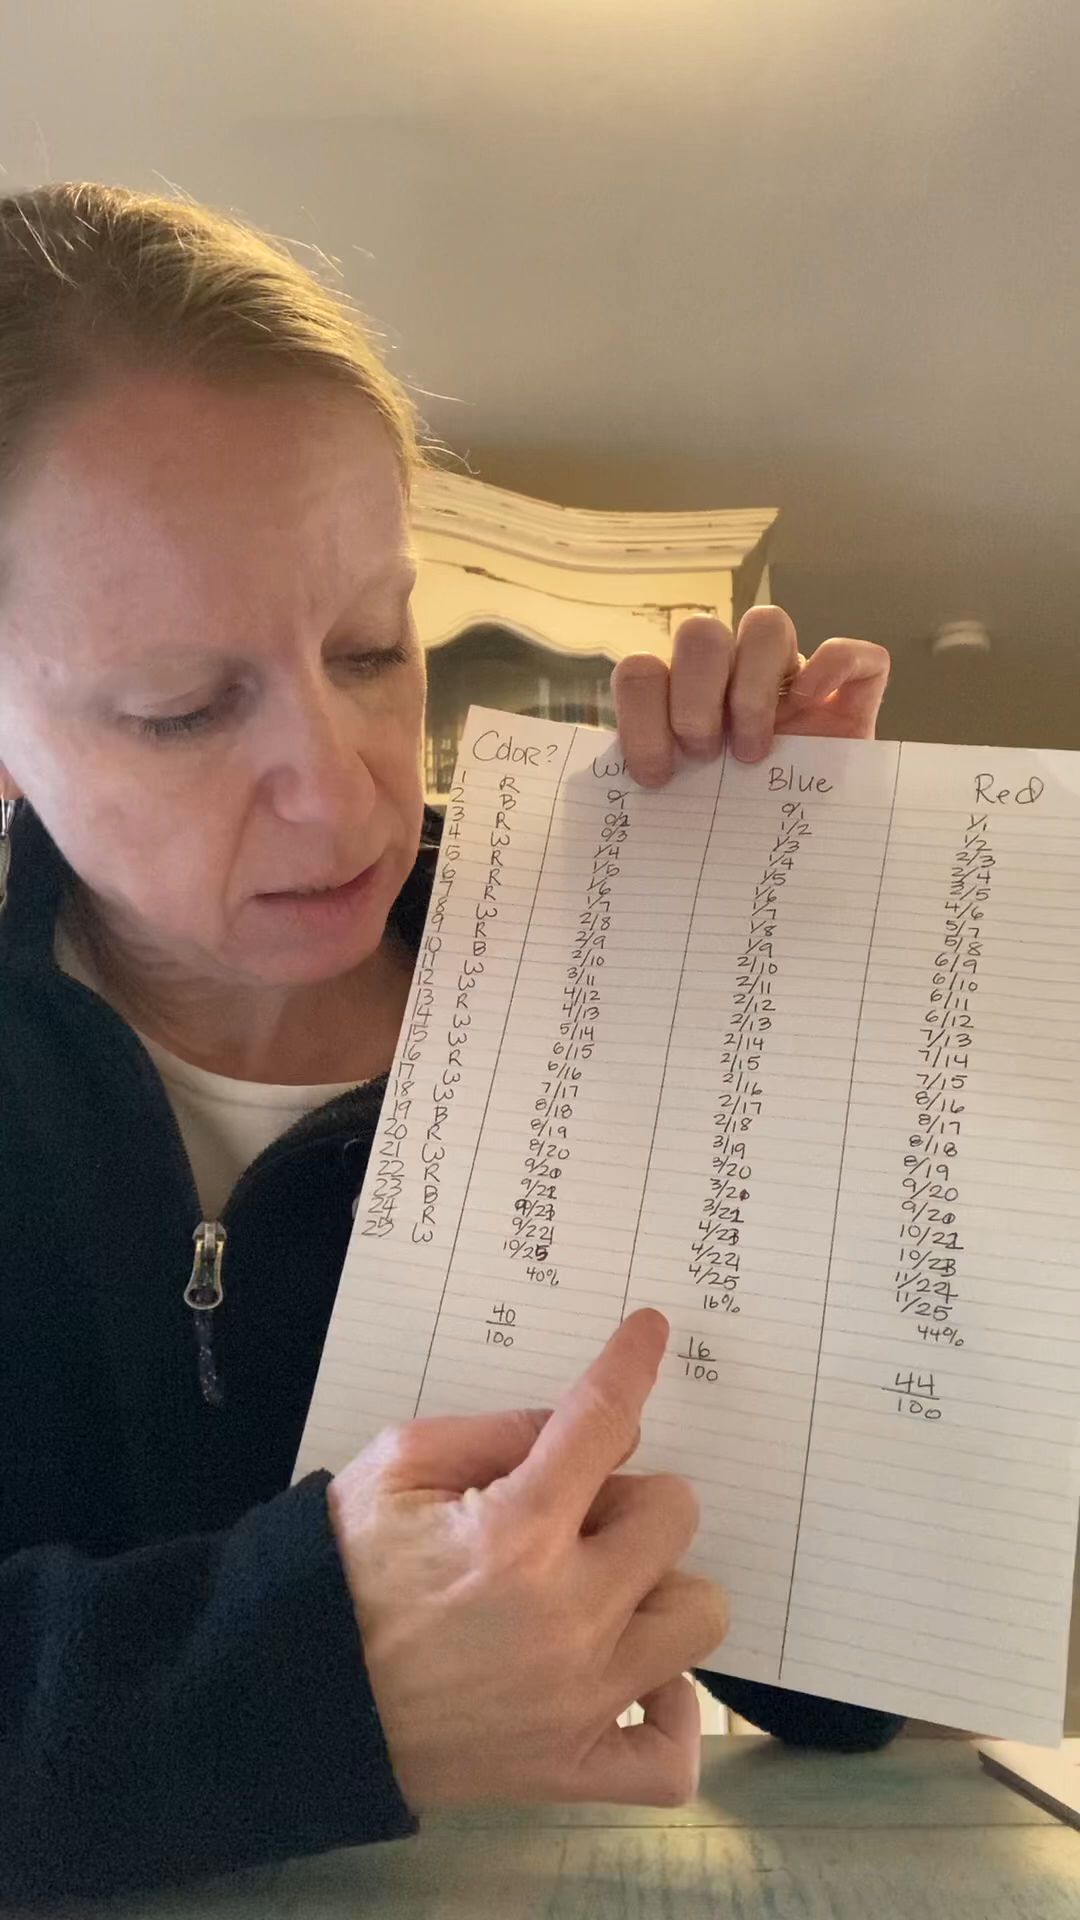 Color? Wh Blue Red
1 R 0/1 0/1 1/1
2 B 0/2 1/2 1/2
3 R 0/3 1/3 2/3
4 W 1/4 1/4 2/4
5 R 1/5 1/5 3/5
6 R 1/6 1/6 4/6
7 R 1/7 1/7 5/7
8 W 2/8 1/8 5/8
9 R 2/9 1/9 6/9
10 B 2/10 2/10 6/10
11 W 3/11 2/11 6/11
12 W 4/12 2/12 6/12
13 R 4/13 2/13 7/13
14 W 5/14 2/14 7/14
15 W 6/15 2/15 7/15
16 R 6/16 2/16 8/16
17 W 7/17 2/17 8/17
18 W 8/18 2/18 8/18
19 B 8/19 3/19 8/19
20 R 8/20 3/20 9/20
21 W 9/21 3/21 9/21
22 R 9/22 3/22 10/22
23 B 9/23 4/23 10/23
24 R 9/24 4/24 11/24
25 W 10/25 4/25 11/25
40% 16% 44%
40/100 16/100 44/100